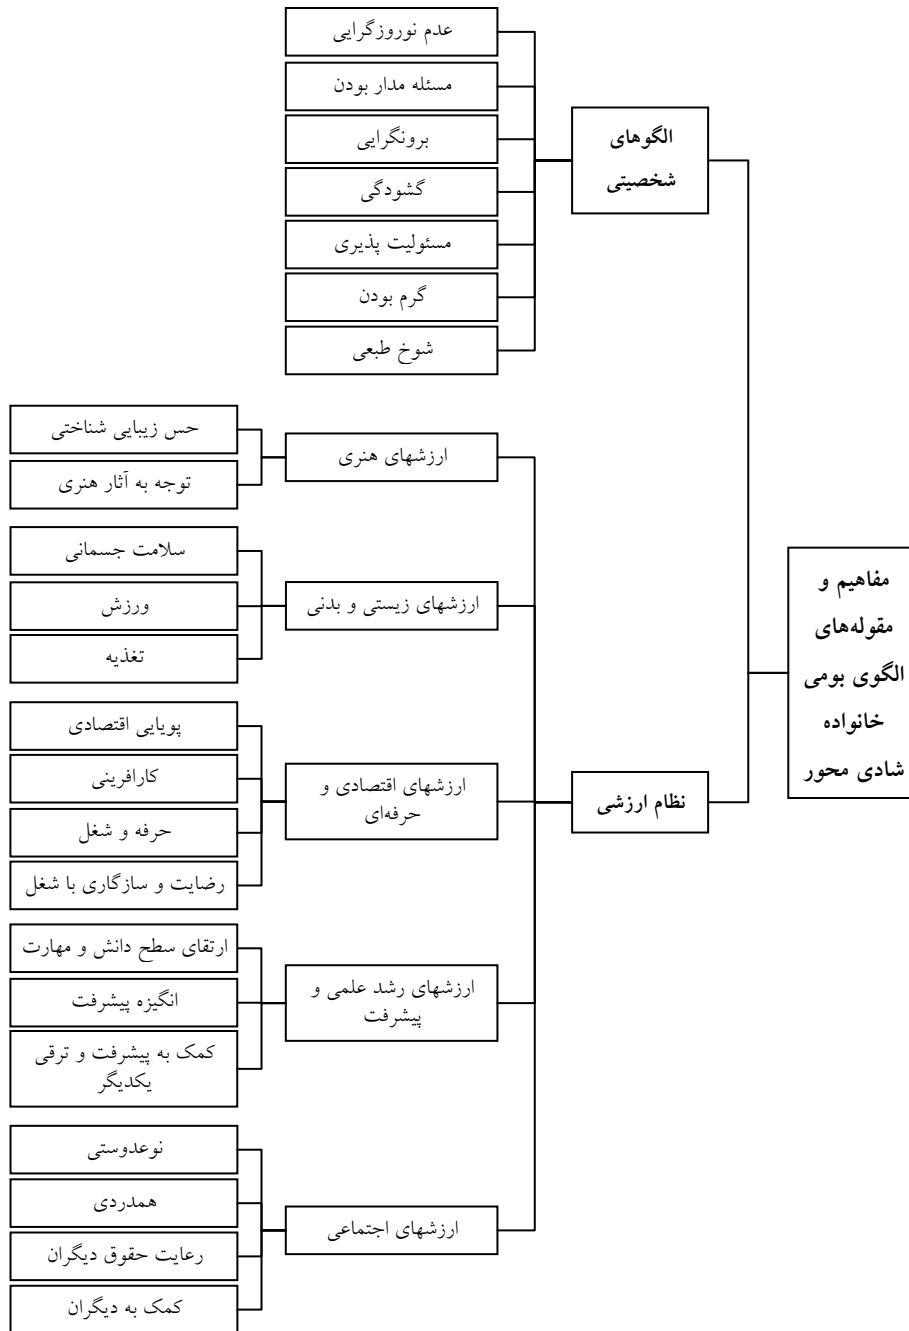 مفاهیم و
مقوله‌های
الگوی بومی
خانواده
شادی محور
الگوهای
شخصیتی
عدم نوروزگرایی
مسئله مدار بودن
برونگرایی
گشودگی
مسئولیت پذیری
گرم بودن
شوخ طبعی
نظام ارزشی
ارزشهای هنری
حس زیبایی شناختی
توجه به آثار هنری
ارزشهای زیستی و بدنی
سلامت جسمانی
ورزش
تغذیه
ارزشهای اقتصادی و
حرفه‌ای
پویایی اقتصادی
کارافرینی
حرفه و شغل
رضایت و سازگاری با شغل
ارزشهای رشد علمی و
پیشرفت
ارتقای سطح دانش و مهارت
انگیزه پیشرفت
کمک به پیشرفت و ترقی
یکدیگر
ارزشهای اجتماعی
نوعدوستی
همدردی
رعایت حقوق دیگران
کمک به دیگران